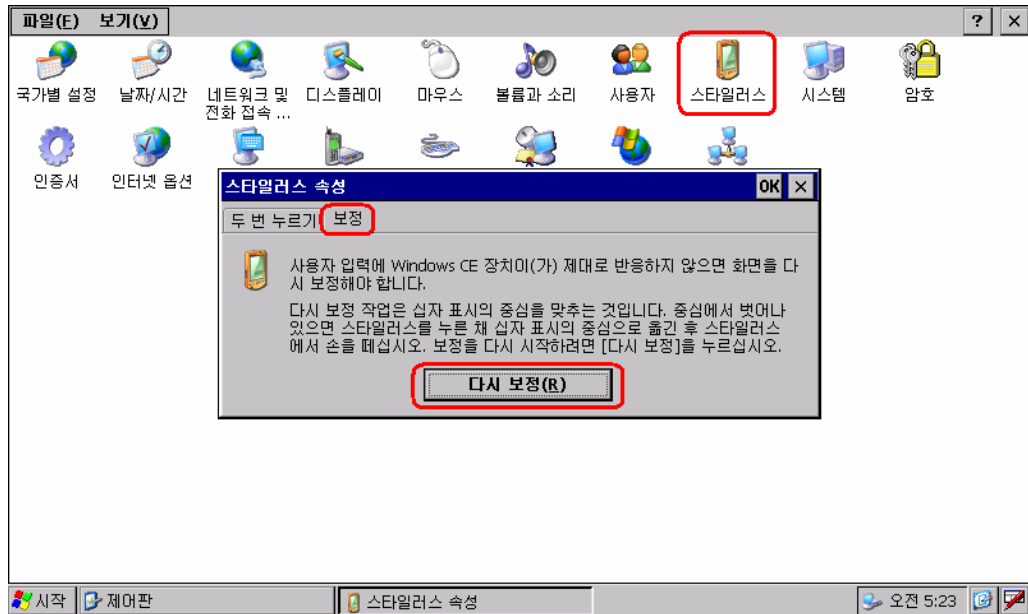 파일(F) 보기(V) ? ×
국가별 설정 날짜/시간 네트워크 및 전화 접속 ... 디스플레이 마우스 볼륨과 소리 사용자 스타일러스 시스템 암호
인증서 인터넷 옵션
스타일러스 속성 OK ×
두 번 누르기 보정
사용자 입력에 Windows CE 장치이(가) 제대로 반응하지 않으면 화면을 다
시 보정해야 합니다.
다시 보정 작업은 십자 표시의 중심을 맞추는 것입니다. 중심에서 벗어나
있으면 스타일러스를 누른 채 십자 표시의 중심으로 옮긴 후 스타일러스
에서 손을 떼십시오. 보정을 다시 시작하려면 [다시 보정]을 누르십시오.
다시 보정(R)
시작 제어판 스타일러스 속성 오전 5:23